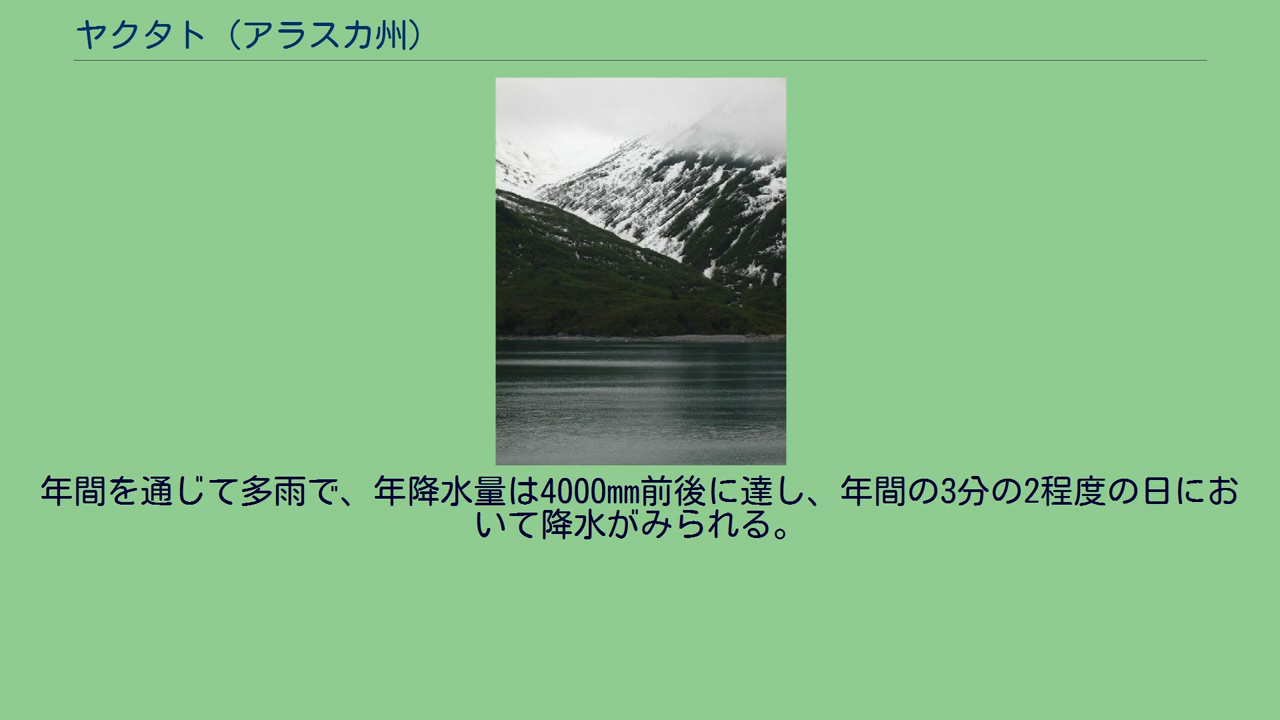 ヤクタト（アラスカ州）
年間を通じて多雨で、年降水量は4000mm前後に達し、年間の3分の2程度の日にお
いて降水がみられる。